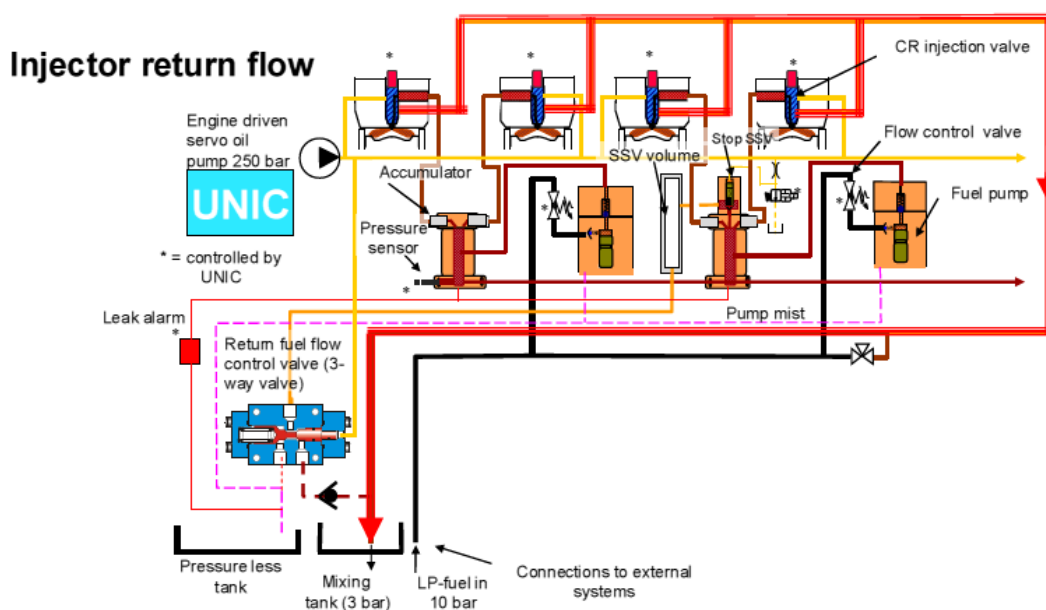 Injector return flow
*
*
*
*
CR injection valve
Engine driven
servo oil
pump 250 bar
UNIC
* = controlled by
UNIC
Accumulator
Pressure
sensor
*
SSV volume
Stop SSV
Flow control valve
*
*
*
Fuel pump
Pump mist
Leak alarm
*
Return fuel flow
control valve (3-
way valve)
Pressure less
tank
Mixing
tank (3 bar)
LP-fuel in
10 bar
Connections to external
systems